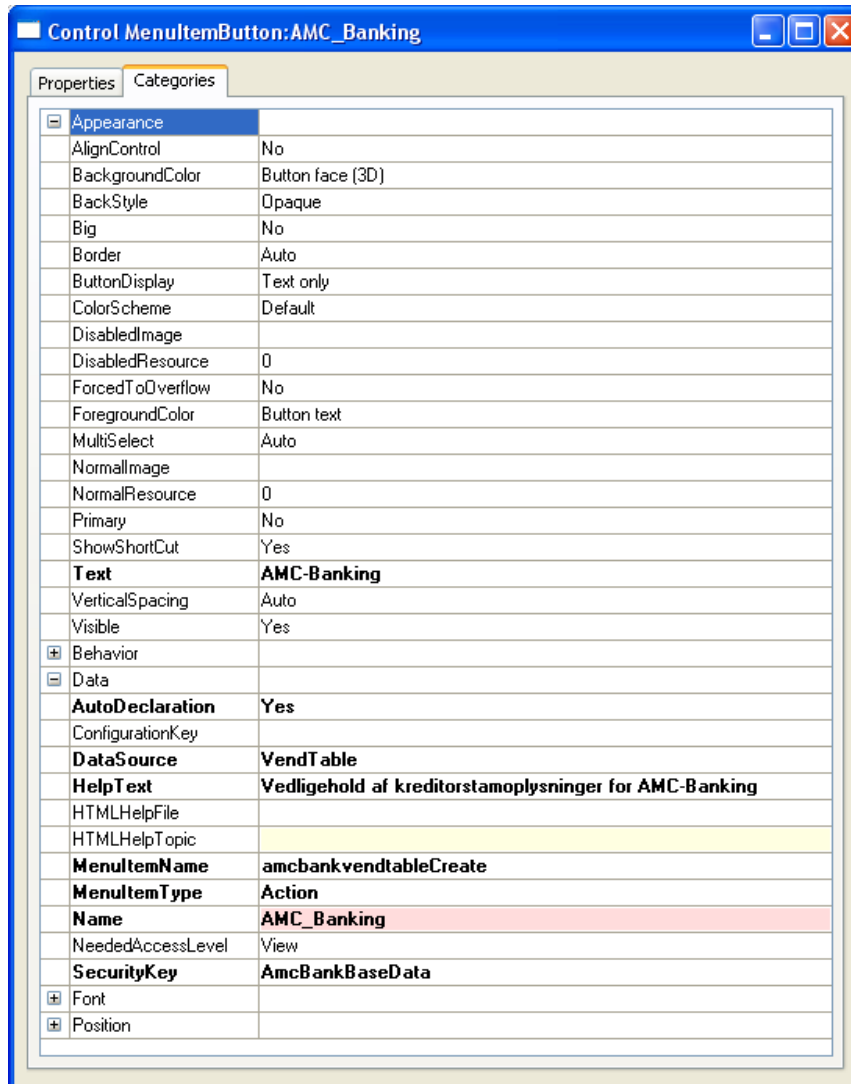 Control MenuItemButton:AMC_Banking
Properties Categories
Appearance
AlignControl No
BackgroundColor Button face (3D)
BackStyle Opaque
Big No
Border Auto
ButtonDisplay Text only
ColorScheme Default
DisabledImage
DisabledResource 0
ForcedToOverflow No
ForegroundColor Button text
MultiSelect Auto
NormalImage
NormalResource 0
Primary No
ShowShortCut Yes
Text AMC-Banking
VerticalSpacing Auto
Visible Yes
Behavior
Data
AutoDeclaration Yes
ConfigurationKey
DataSource VendTable
HelpText Vedligehold af kreditorstamoplysninger for AMC-Banking
HTMLHelpFile
HTMLHelpTopic
MenuItemName amcbankvendtableCreate
MenuItemType Action
Name AMC_Banking
NeededAccessLevel View
SecurityKey AmcBankBaseData
Font
Position